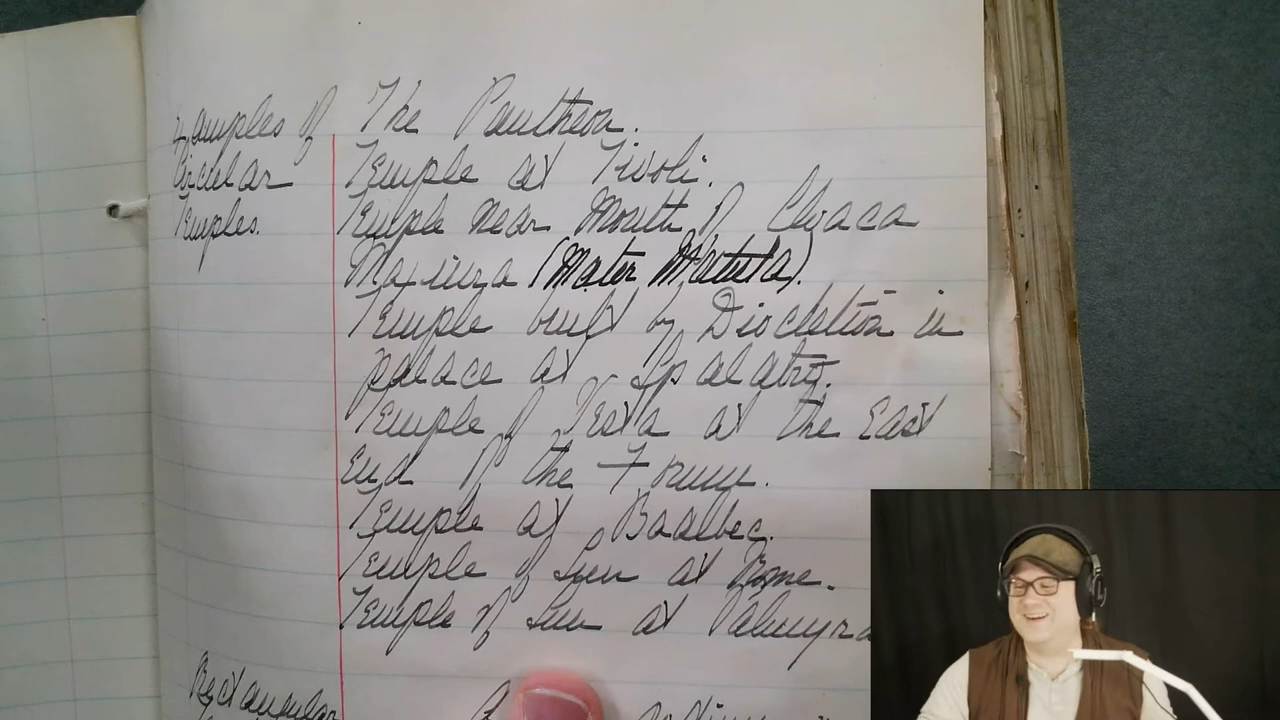 Examples of
Circular
Temples.
The Pantheon.
Temple at Tivoli.
Temple near Mouth of Cloaca
Maxima (Mater Matuta).
Temple built by Diocletian in
palace at Spalatro.
Temple of Vesta at the East
End of the Forum.
Temple at Baalbec.
Temple of Sun at Rome.
Temple of Sun at Palmyra
Rectangular